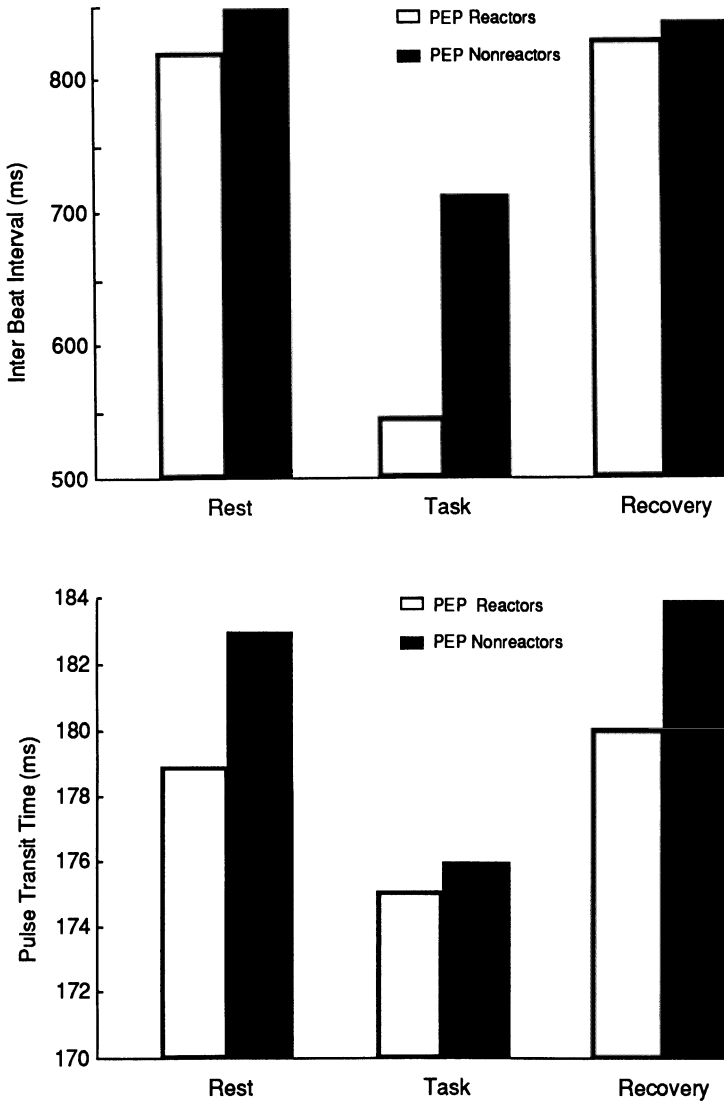 PEP Reactors
PEP Nonreactors
Inter Beat Interval (ms)
800
700
600
500
Rest Task Recovery
PEP Reactors
PEP Nonreactors
Pulse Transit Time (ms)
184
182
180
178
176
174
172
170
Rest Task Recovery